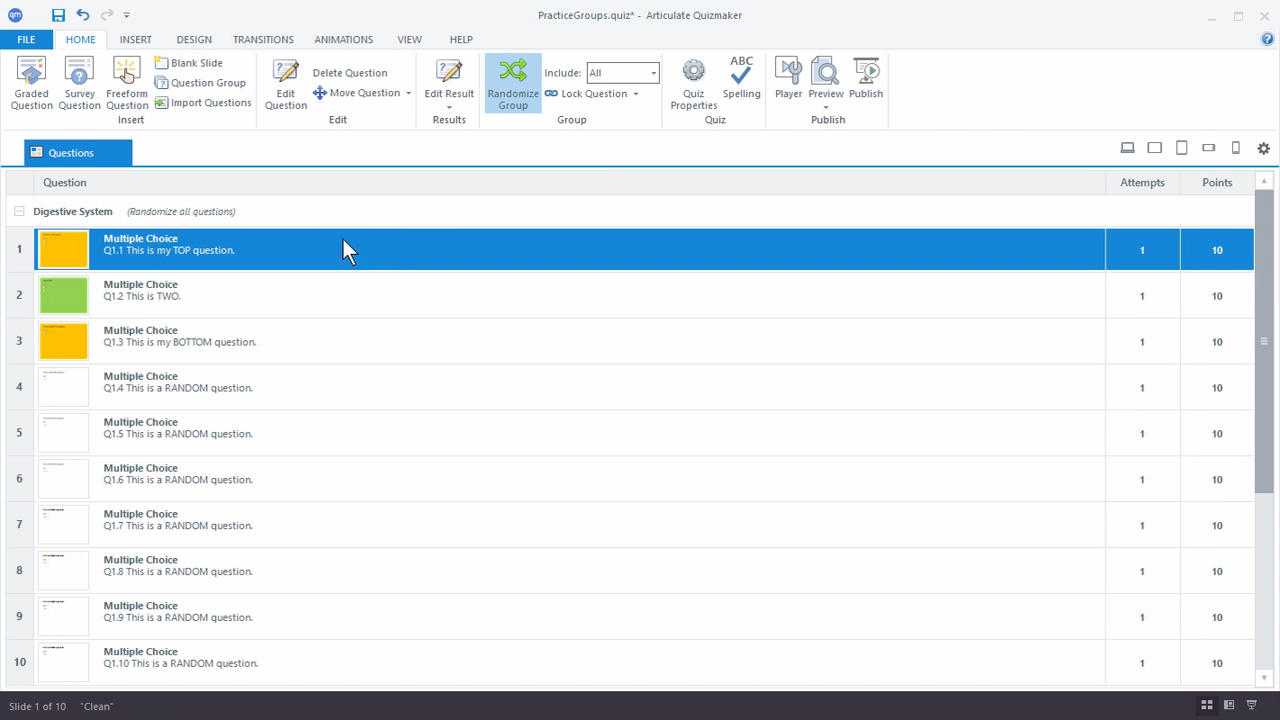 qm
PracticeGroups.quiz* - Articulate Quizmaker
FILE HOME INSERT DESIGN TRANSITIONS ANIMATIONS VIEW HELP
Graded Question
Survey Question
Freeform Question
Blank Slide
Question Group
Import Questions
Insert
Edit Question
Delete Question
Move Question
Edit
Edit Result
Results
Randomize Group
Include: All
Lock Question
Group
Quiz Properties
ABC
Spelling
Quiz
Player
Preview
Publish
Publish
Questions
Question Attempts Points
Digestive System (Randomize all questions)
1 Multiple Choice 1 10
Q1.1 This is my TOP question.
2 Multiple Choice 1 10
Q1.2 This is TWO.
3 Multiple Choice 1 10
Q1.3 This is my BOTTOM question.
4 Multiple Choice 1 10
Q1.4 This is a RANDOM question.
5 Multiple Choice 1 10
Q1.5 This is a RANDOM question.
6 Multiple Choice 1 10
Q1.6 This is a RANDOM question.
7 Multiple Choice 1 10
Q1.7 This is a RANDOM question.
8 Multiple Choice 1 10
Q1.8 This is a RANDOM question.
9 Multiple Choice 1 10
Q1.9 This is a RANDOM question.
10 Multiple Choice 1 10
Q1.10 This is a RANDOM question.
Slide 1 of 10 "Clean"